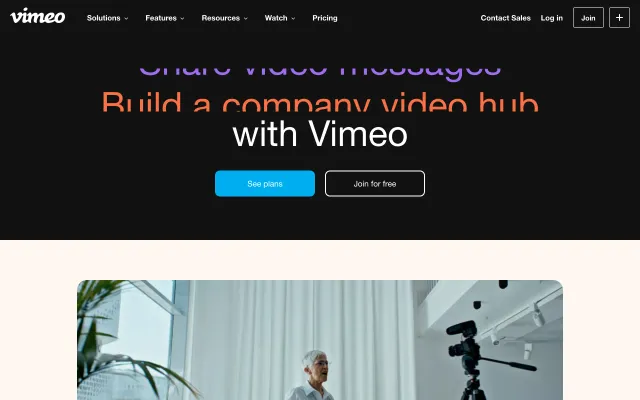 vimeo Solutions Features Resources Watch Pricing Contact Sales Log in Join +
Share video messages
Build a company video hub
with Vimeo
See plans Join for free